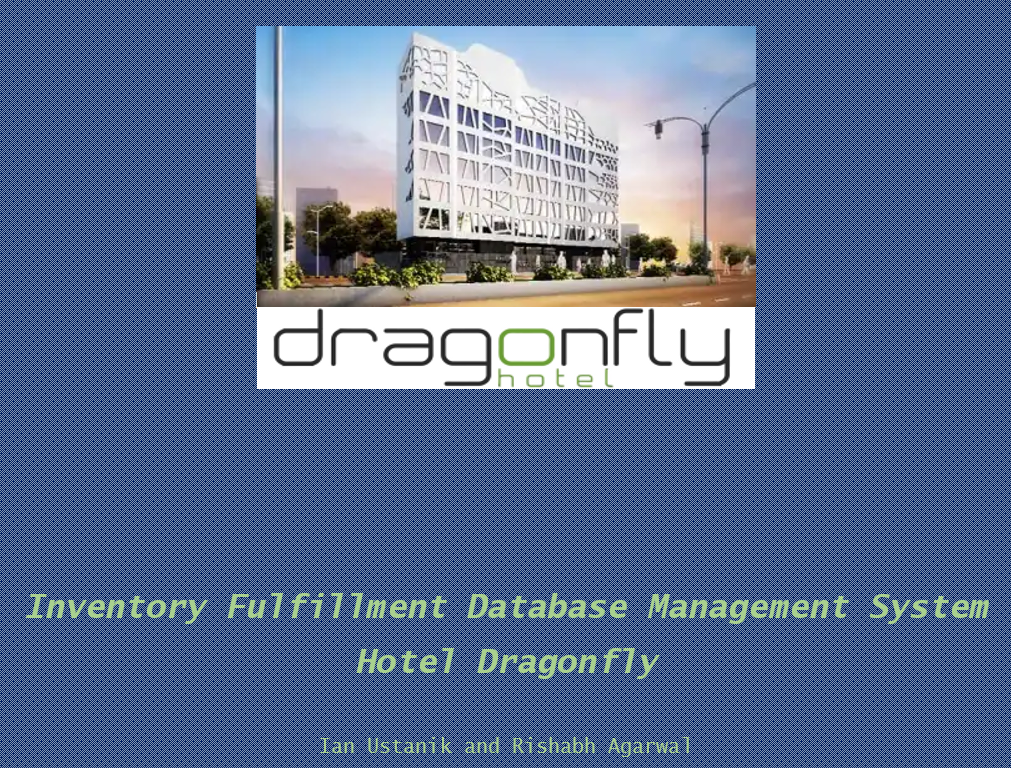 dragonfly
hotel
Inventory Fulfillment Database Management System
Hotel Dragonfly
Ian Ustanik and Rishabh Agarwal